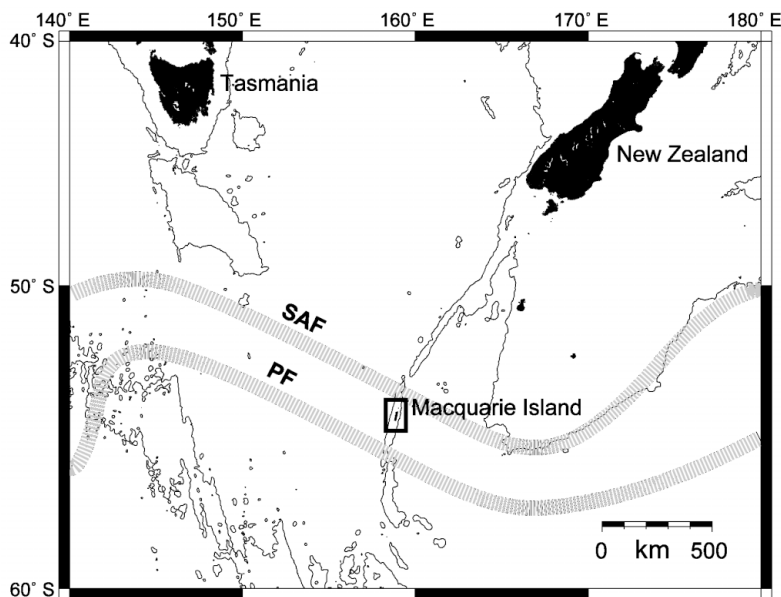 140° E
150°
160°
170°
180° E
40° S
Tasmania
New Zealand
50°
SAF
PF
Macquarie Island
0 km 500
60° S